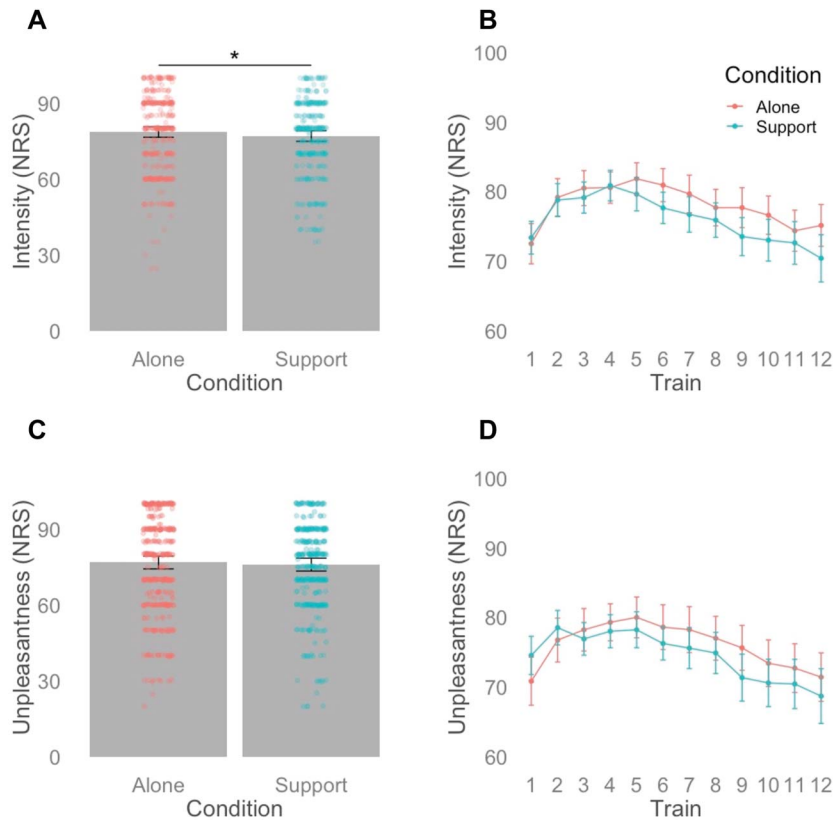 A
*
Intensity (NRS)
90
60
30
0
Alone Support
Condition
B
Intensity (NRS)
100
90
80
70
60
Condition
Alone
Support
1 2 3 4 5 6 7 8 9 10 11 12
Train
C
Unpleasantness (NRS)
90
60
30
0
Alone Support
Condition
D
Unpleasantness (NRS)
100
90
80
70
60
1 2 3 4 5 6 7 8 9 10 11 12
Train